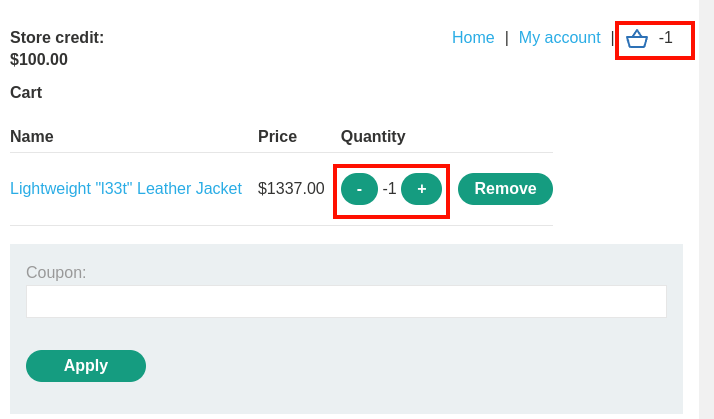 Store credit:
$100.00
Home | My account | -1
Cart
Name Price Quantity
Lightweight "l33t" Leather Jacket $1337.00 - -1 + Remove
Coupon:
Apply